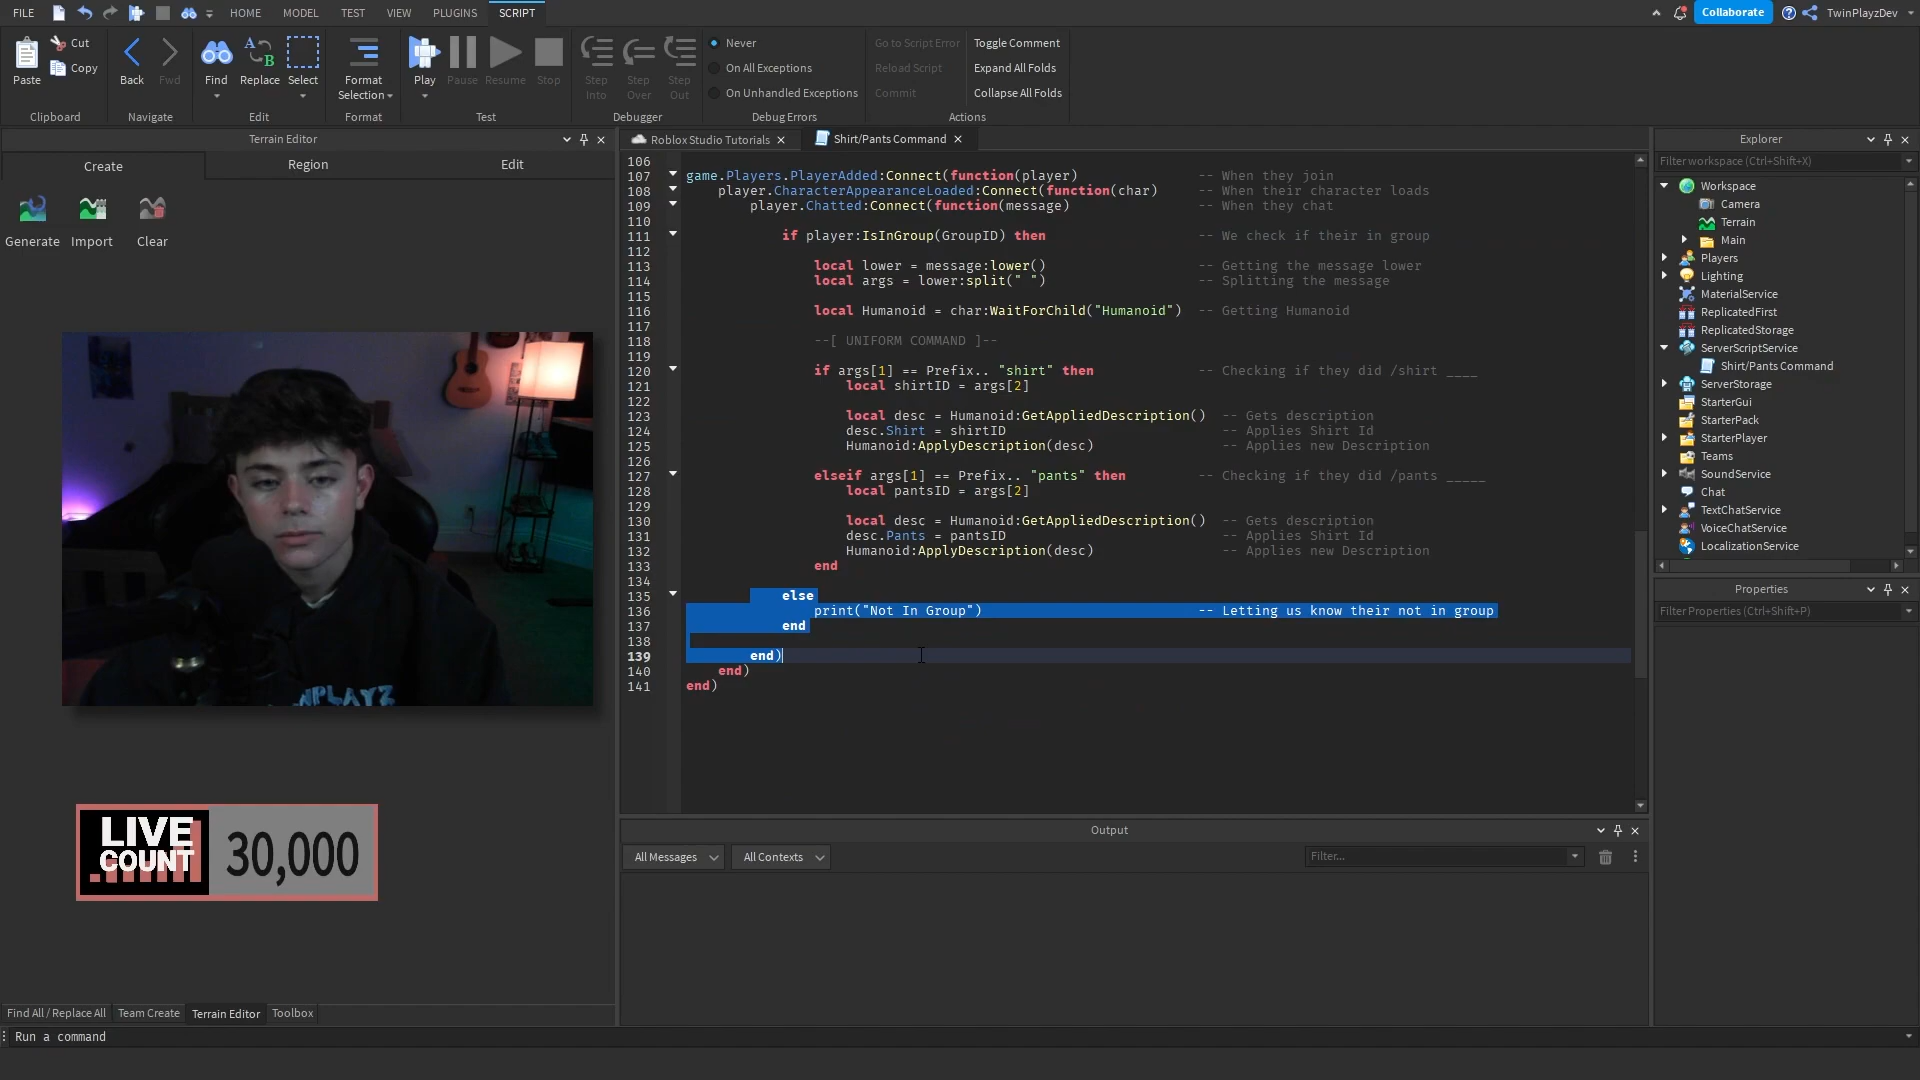 FILE HOME MODEL TEST VIEW PLUGINS SCRIPT Collaborate TwinPlayzDev
Paste Cut Copy Back Fwd Find Replace Select Format Selection Play Pause Resume Stop Step Into Step Over Step Out
Never
On All Exceptions
On Unhandled Exceptions
Go to Script Error
Reload Script
Commit
Toggle Comment
Expand All Folds
Collapse All Folds
Clipboard Navigate Edit Format Test Debugger Debug Errors Actions
Terrain Editor
Create Region Edit
Generate Import Clear
PLAYZ
LIVE COUNT 30,000
Find All / Replace All Team Create Terrain Editor Toolbox
Roblox Studio Tutorials Shirt/Pants Command
106
107 game.Players.PlayerAdded:Connect(function(player) -- When they join
108 player.CharacterAppearanceLoaded:Connect(function(char) -- When their character loads
109 player.Chatted:Connect(function(message) -- When they chat
110
111 if player:IsInGroup(GroupID) then -- We check if their in group
112
113 local lower = message:lower() -- Getting the message lower
114 local args = lower:split(" ") -- Splitting the message
115
116 local Humanoid = char:WaitForChild("Humanoid") -- Getting Humanoid
117
118 --[ UNIFORM COMMAND ]--
119
120 if args[1] == Prefix.. "shirt" then -- Checking if they did /shirt ____
121 local shirtID = args[2]
122
123 local desc = Humanoid:GetAppliedDescription() -- Gets description
124 desc.Shirt = shirtID -- Applies Shirt Id
125 Humanoid:ApplyDescription(desc) -- Applies new Description
126
127 elseif args[1] == Prefix.. "pants" then -- Checking if they did /pants _____
128 local pantsID = args[2]
129
130 local desc = Humanoid:GetAppliedDescription() -- Gets description
131 desc.Pants = pantsID -- Applies Shirt Id
132 Humanoid:ApplyDescription(desc) -- Applies new Description
133 end
134
135 else
136 print("Not In Group") -- Letting us know their not in group
137 end
138
139 end)
140 end)
141 end)
Output
All Messages All Contexts Filter...
Explorer
Filter workspace (Ctrl+Shift+X)
Workspace
Camera
Terrain
Main
Players
Lighting
MaterialService
ReplicatedFirst
ReplicatedStorage
ServerScriptService
Shirt/Pants Command
ServerStorage
StarterGui
StarterPack
StarterPlayer
Teams
SoundService
Chat
TextChatService
VoiceChatService
LocalizationService
Properties
Filter Properties (Ctrl+Shift+P)
Run a command